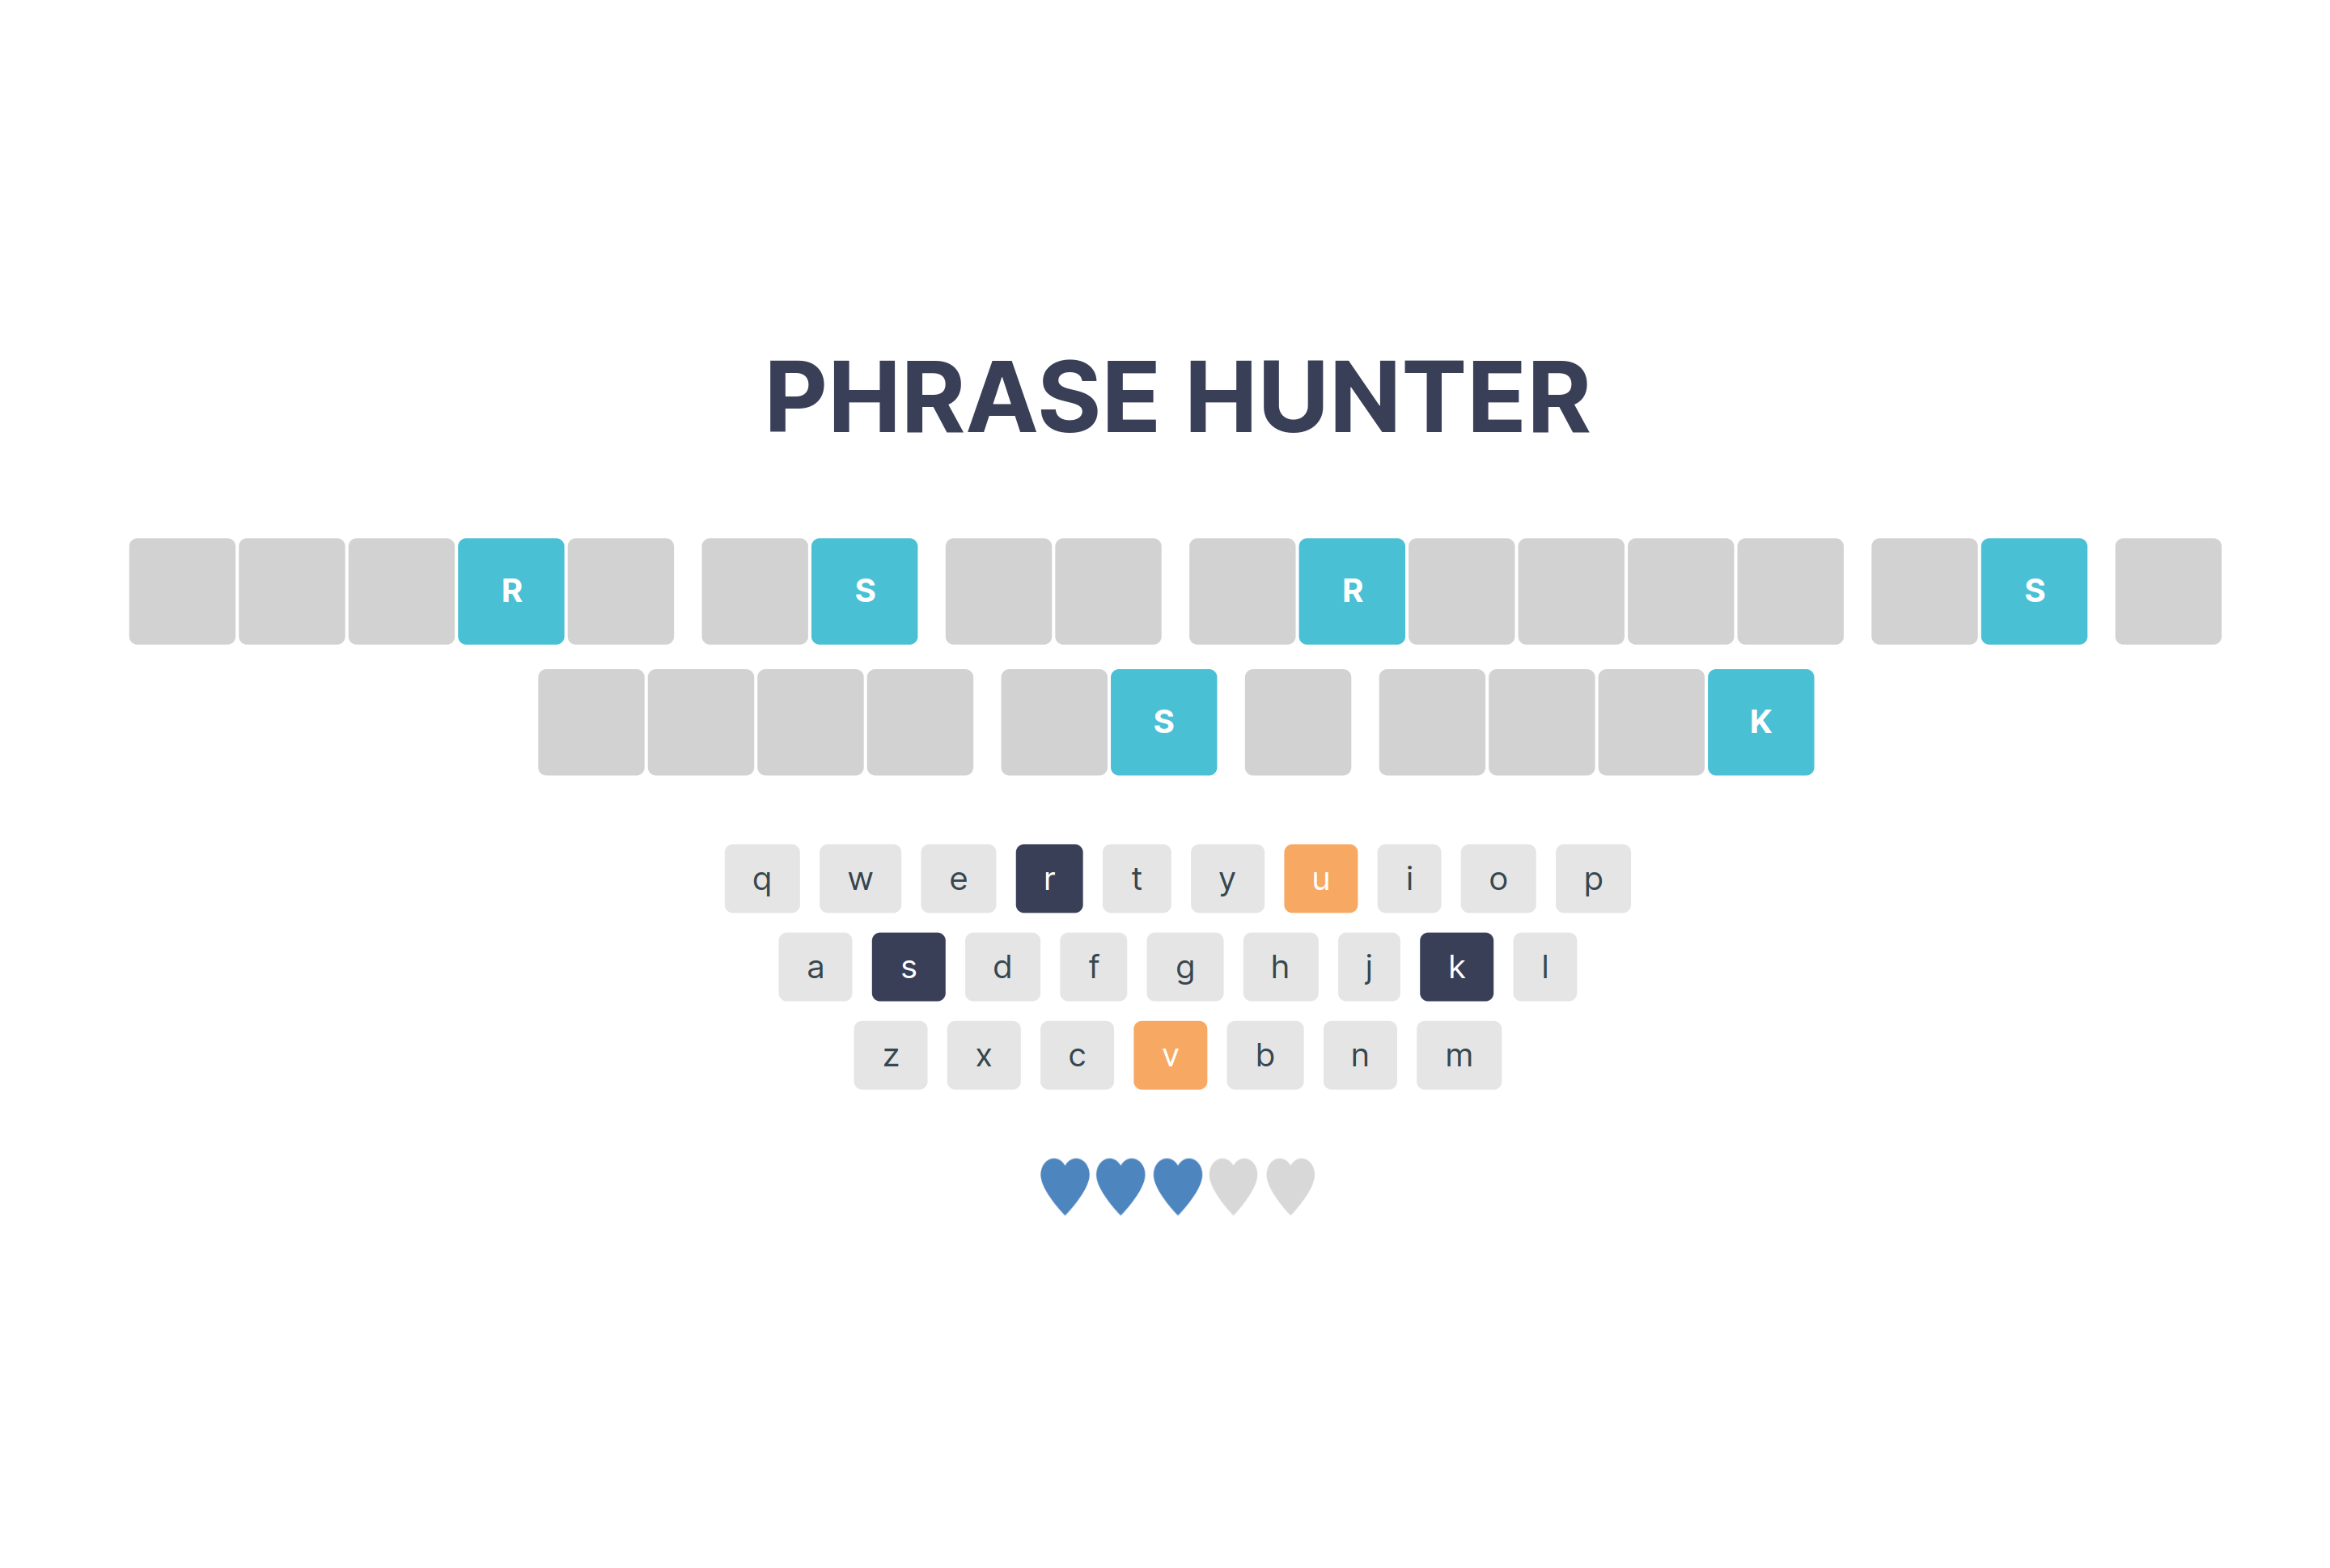 PHRASE HUNTER
R S R S
S K
q w e r t y u i o p
a s d f g h j k l
z x c v b n m